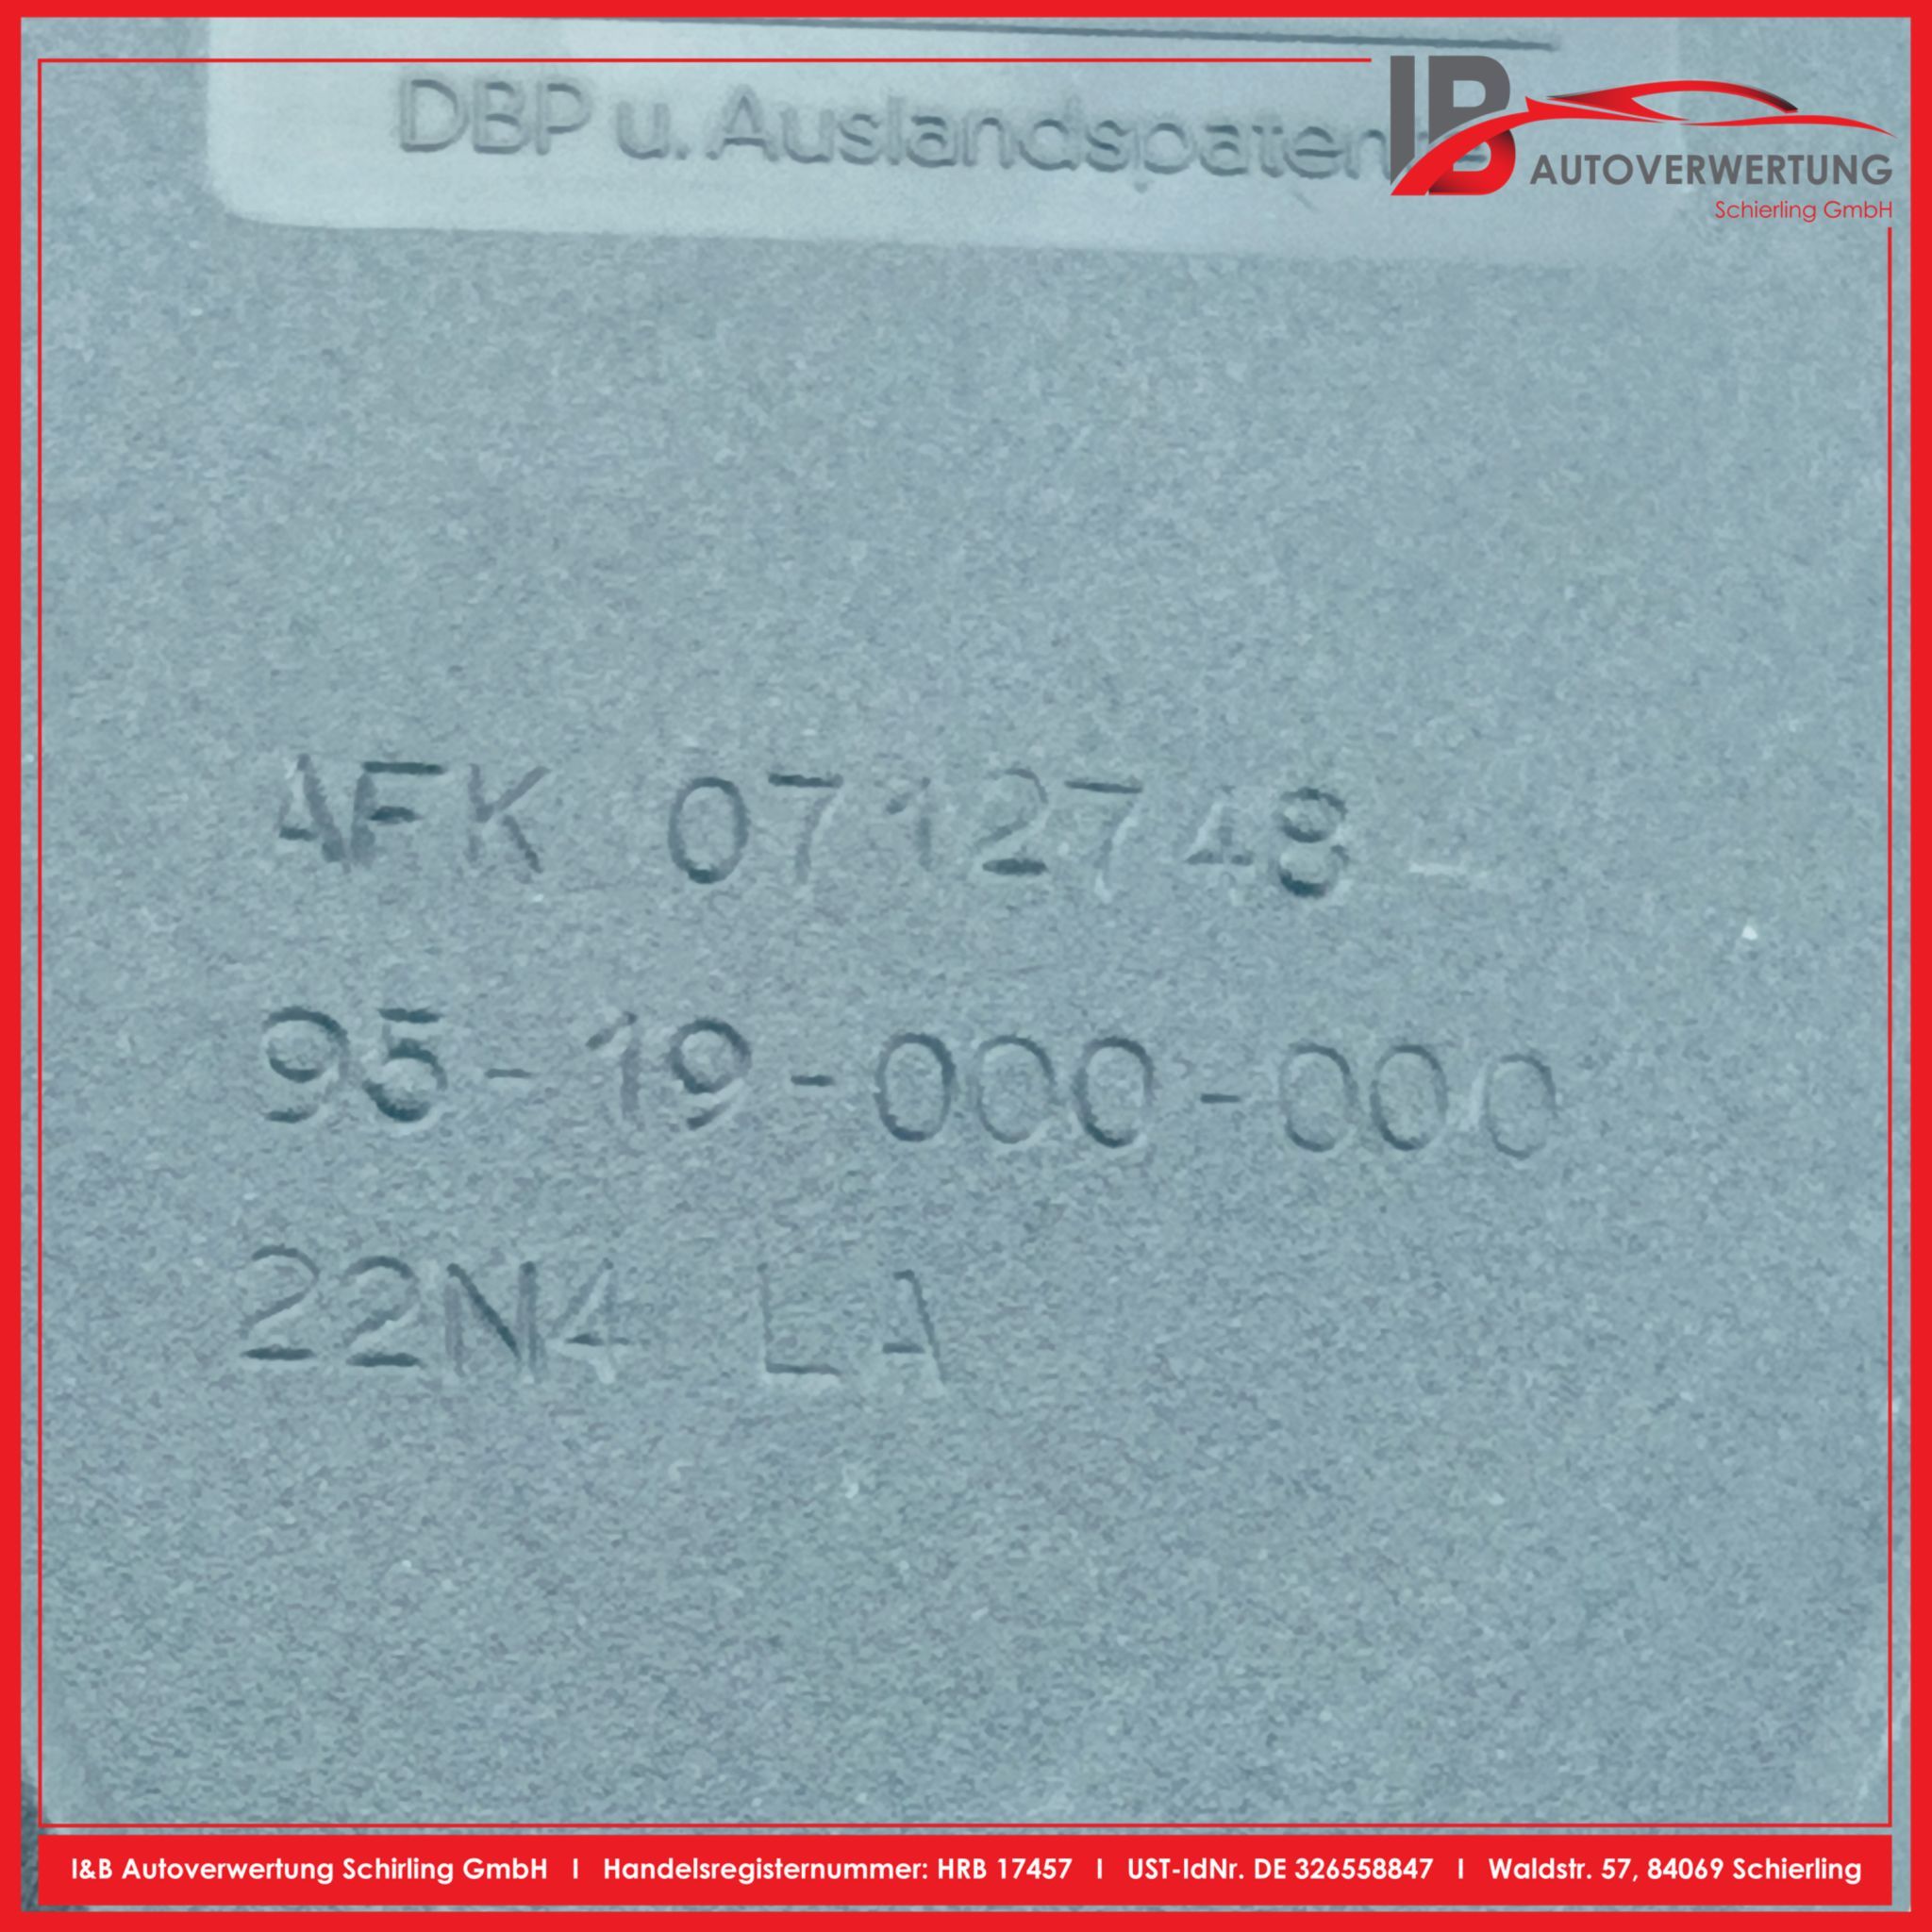 DBP u. Auslandspatente
IB
AUTOVERWERTUNG
Schierling GmbH
AFK 0712748 -
95-19-000-000
22N4 LA
I&B Autoverwertung Schirling GmbH I Handelsregisternummer: HRB 17457 I UST-IdNr. DE 326558847 I Waldstr. 57, 84069 Schierling